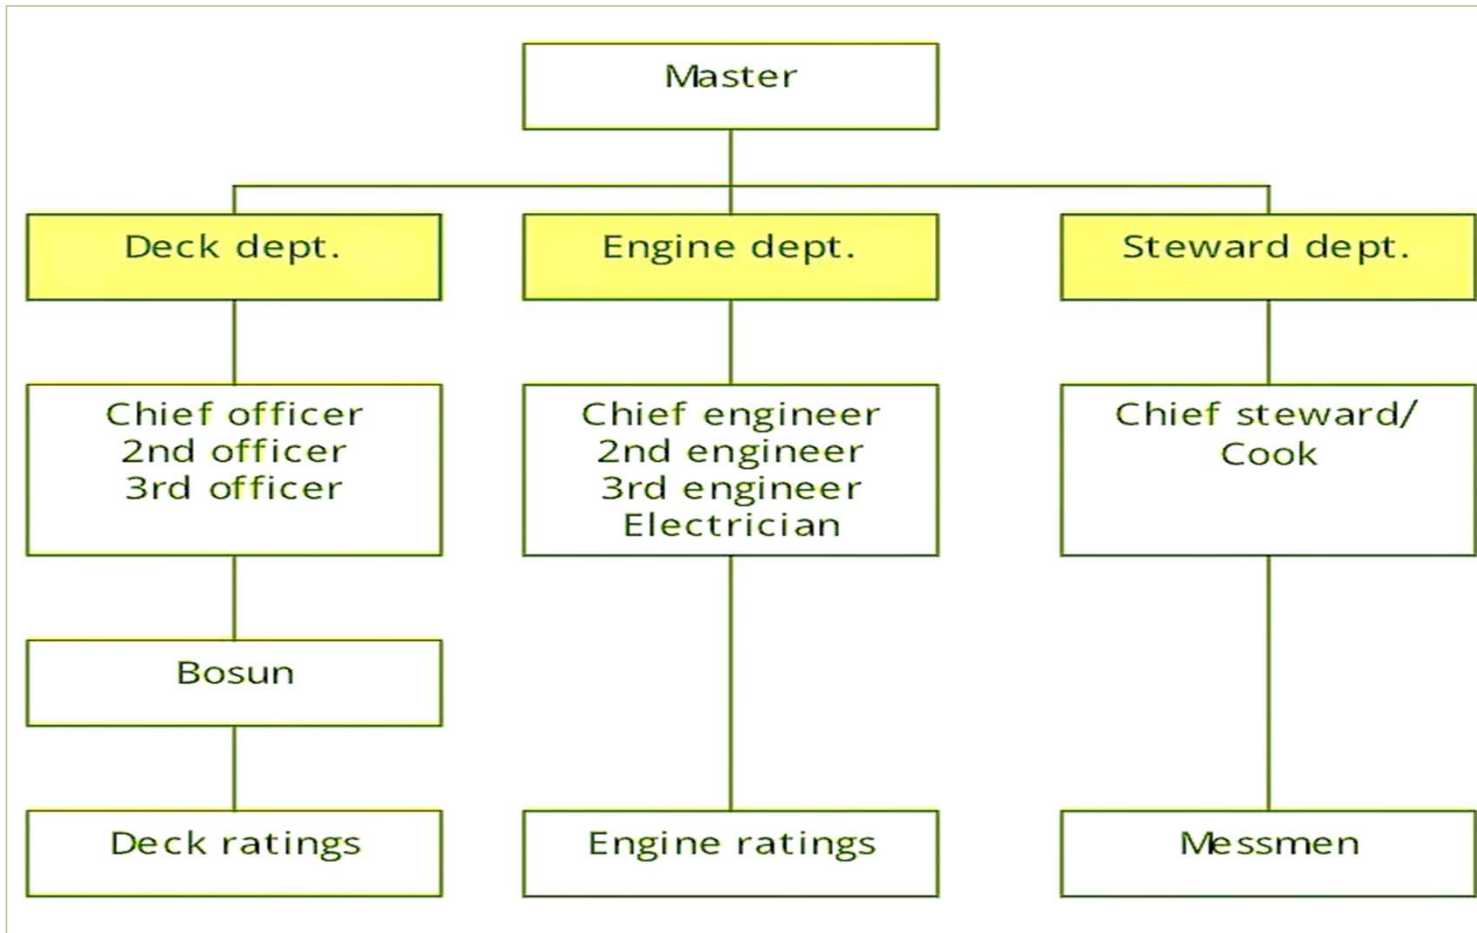 Master
Deck dept.
Engine dept.
Steward dept.
Chief officer
2nd officer
3rd officer
Chief engineer
2nd engineer
3rd engineer
Electrician
Chief steward/
Cook
Bosun
Deck ratings
Engine ratings
Messmen